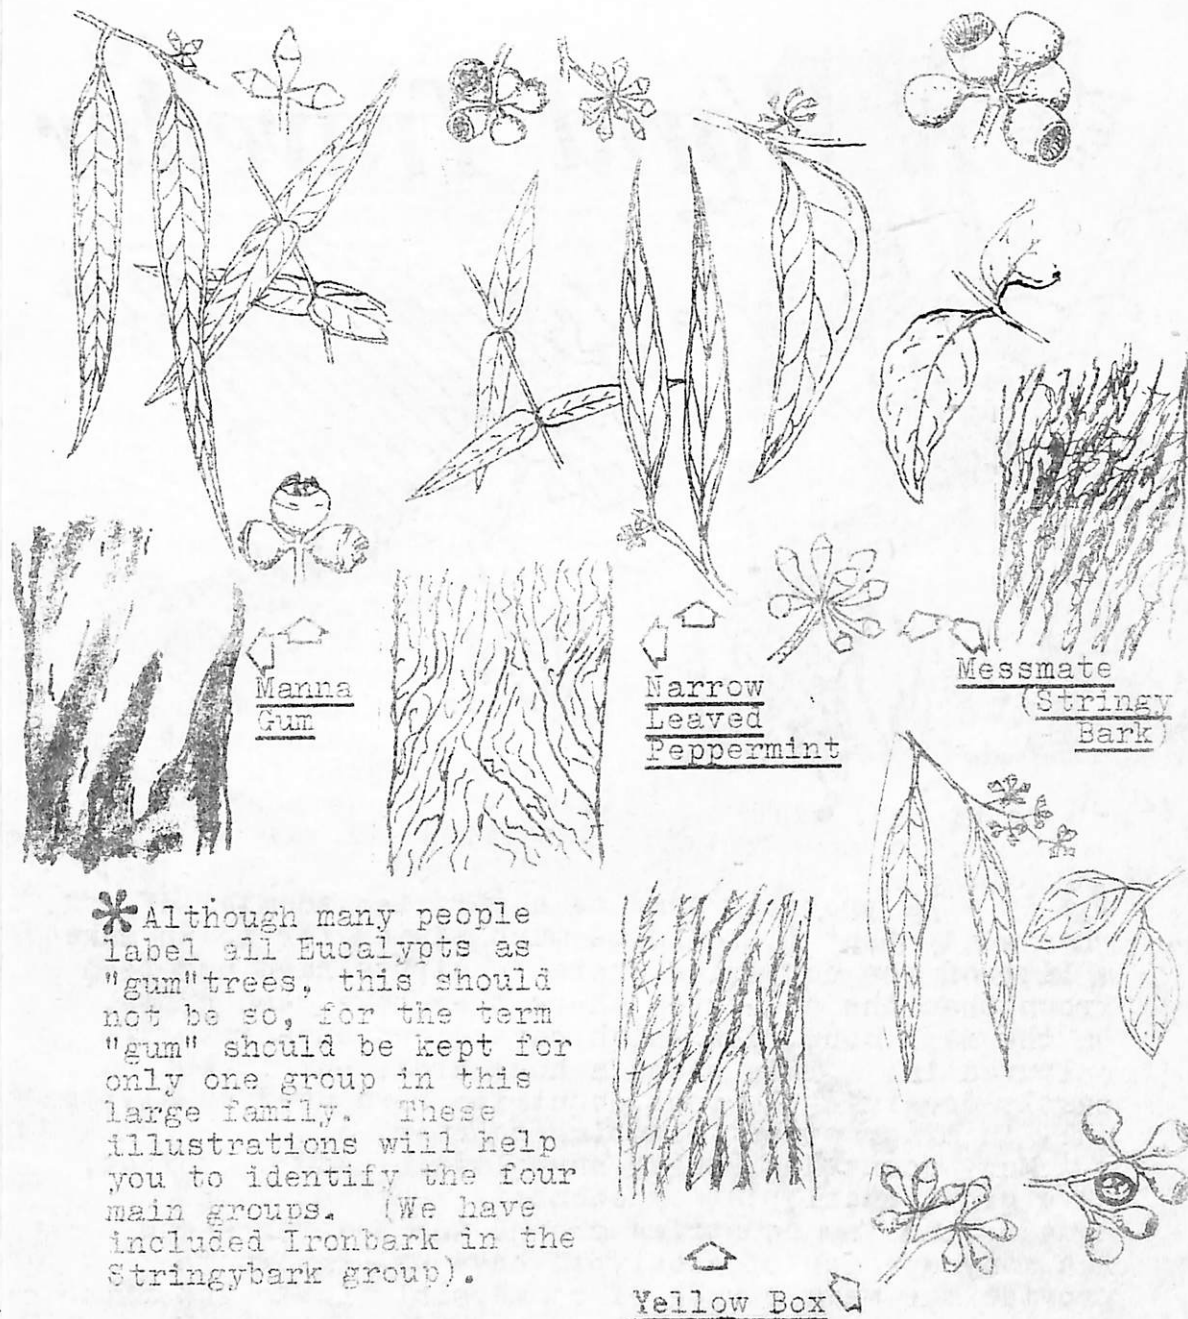 Manna
Gum
Narrow
Leaved
Peppermint
Messmate
(Stringy
Bark)
*Although many people
label all Eucalypts as
"gum"trees, this should
not be so, for the term
"gum" should be kept for
only one group in this
large family. These
illustrations will help
you to identify the four
main groups. (We have
included Ironbark in the
Stringybark group).
Yellow Box